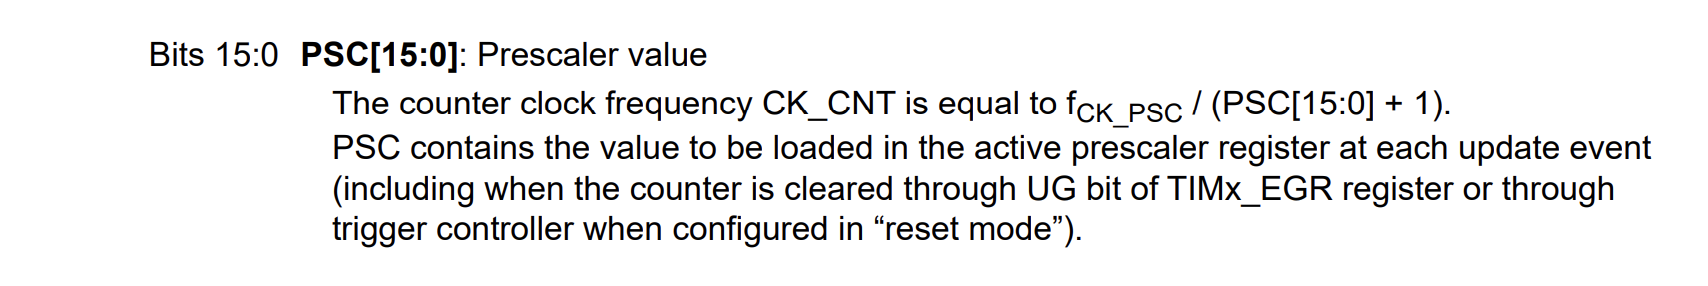 Bits 15:0 PSC[15:0]: Prescaler value
The counter clock frequency CK_CNT is equal to fCK_PSC / (PSC[15:0] + 1).
PSC contains the value to be loaded in the active prescaler register at each update event
(including when the counter is cleared through UG bit of TIMx_EGR register or through
trigger controller when configured in “reset mode”).